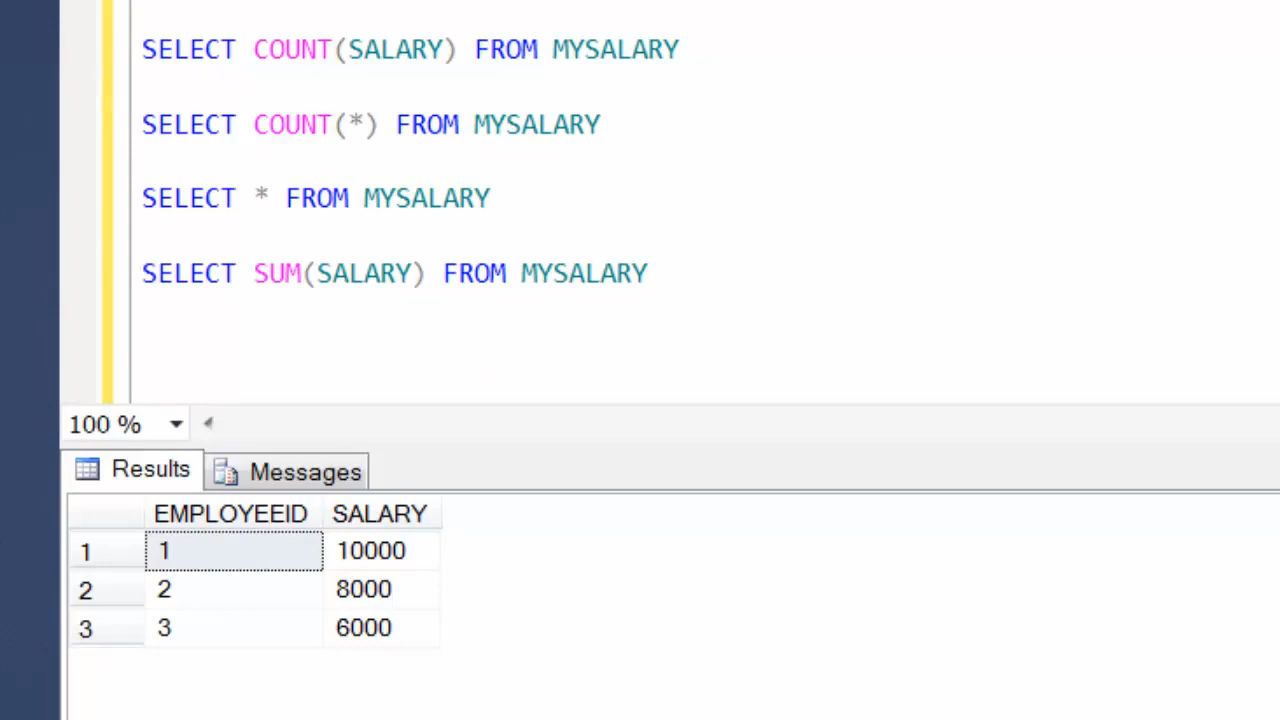 SELECT COUNT(SALARY) FROM MYSALARY
SELECT COUNT(*) FROM MYSALARY
SELECT * FROM MYSALARY
SELECT SUM(SALARY) FROM MYSALARY
100 %
Results Messages
EMPLOYEEID SALARY
1 1 10000
2 2 8000
3 3 6000